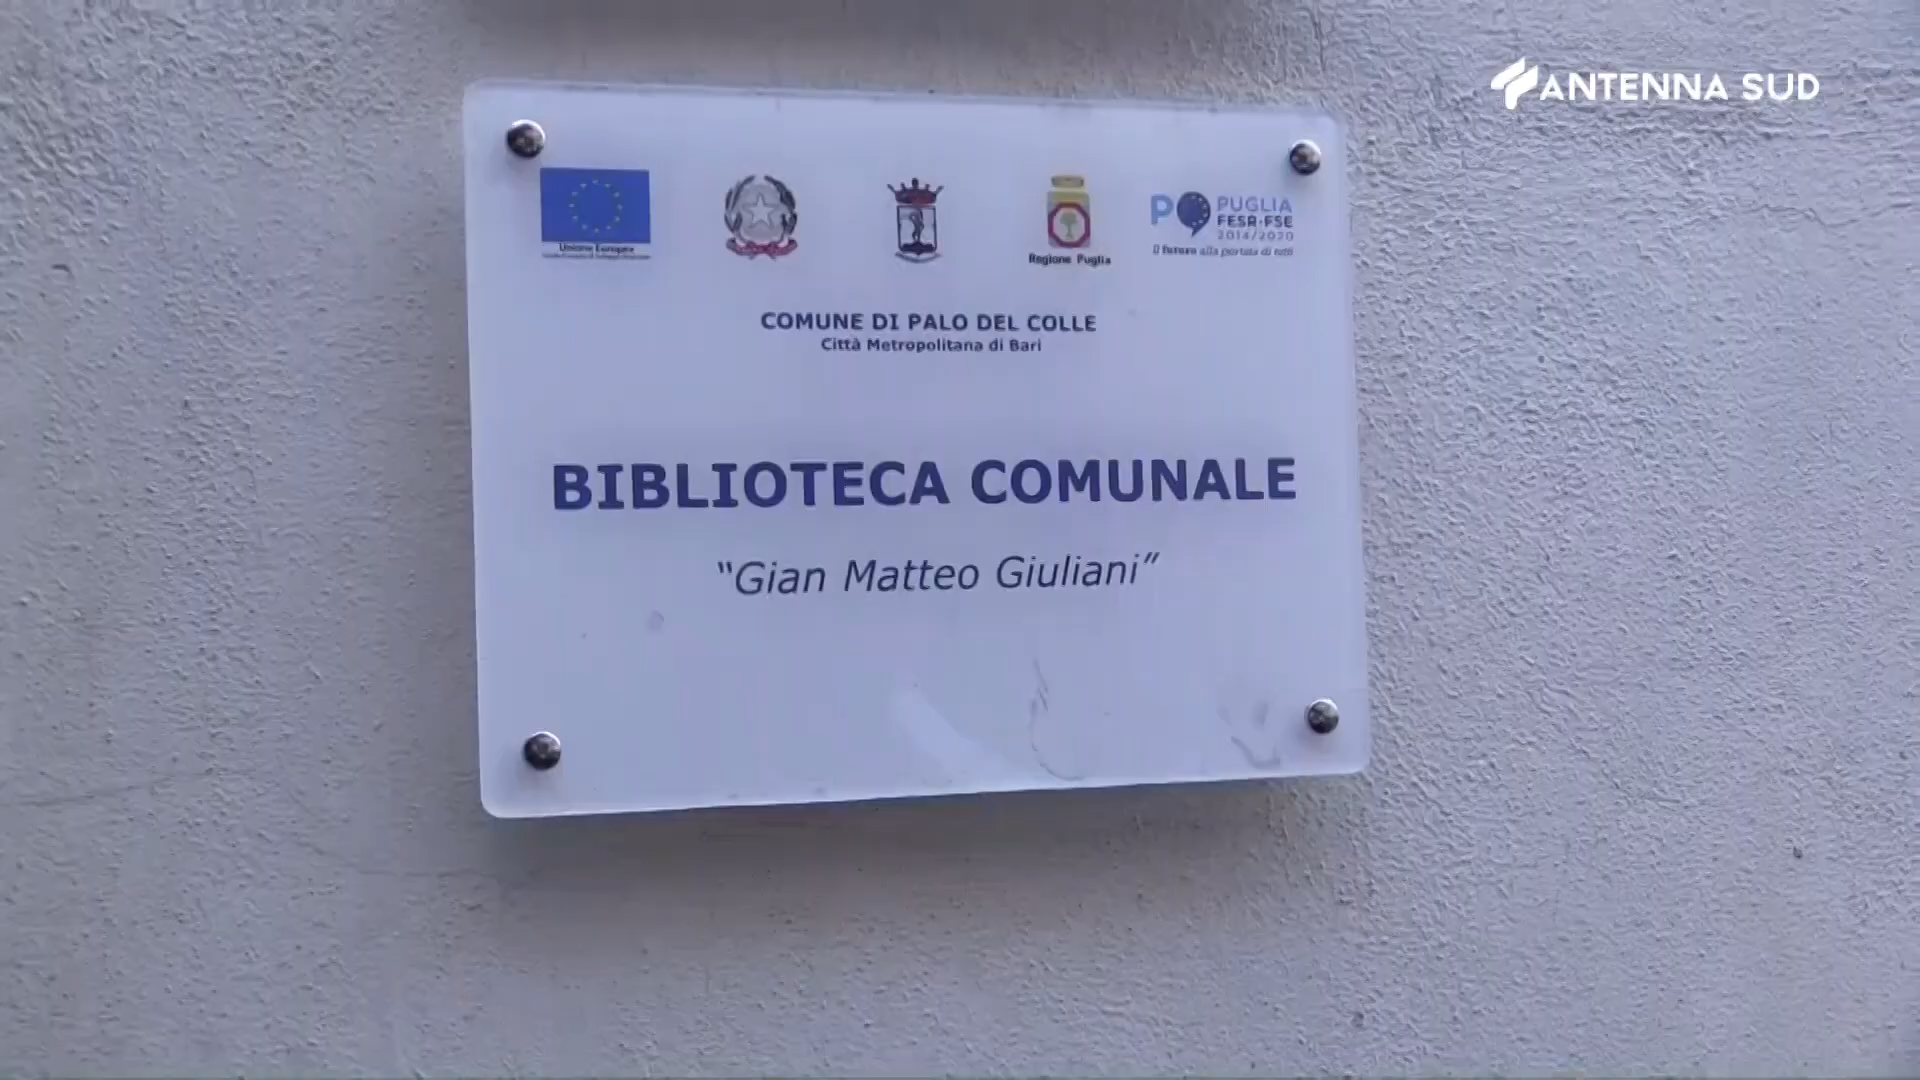 ANTENNA SUD
Unione Europea
Regione Puglia
PO PUGLIA
FESR-FSE
2014/2020
Il futuro alla portata di tutti
COMUNE DI PALO DEL COLLE
Città Metropolitana di Bari
BIBLIOTECA COMUNALE
"Gian Matteo Giuliani"